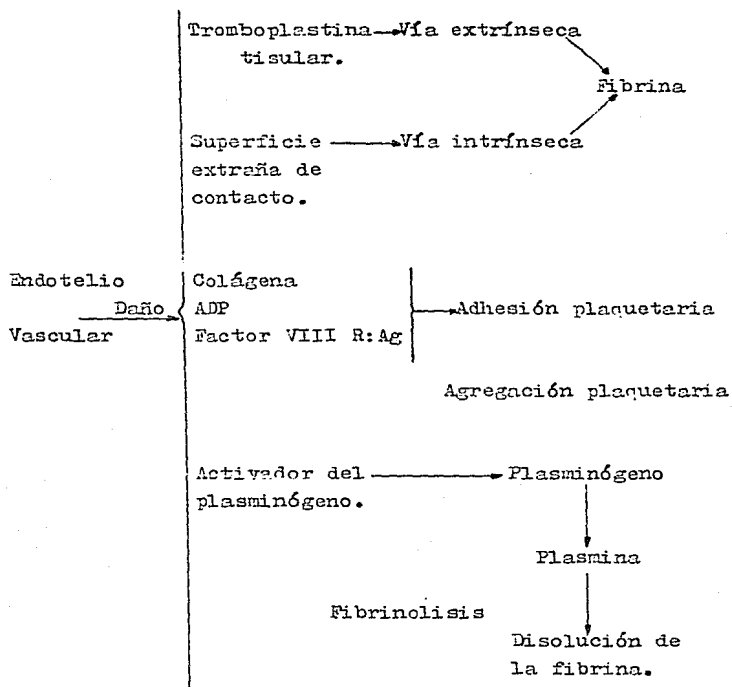 Tromboplastina Vía extrínseca
tisular.
Fibrina
Superficie Vía intrínseca
extraña de
contacto.
Endotelio Colágena
Daño ADP Adhesión plaquetaria
Vascular Factor VIII R:Ag
Agregación plaquetaria
Activador del Plasminógeno
plasminógeno.
Plasmina
Fibrinolisis
Disolución de
la fibrina.